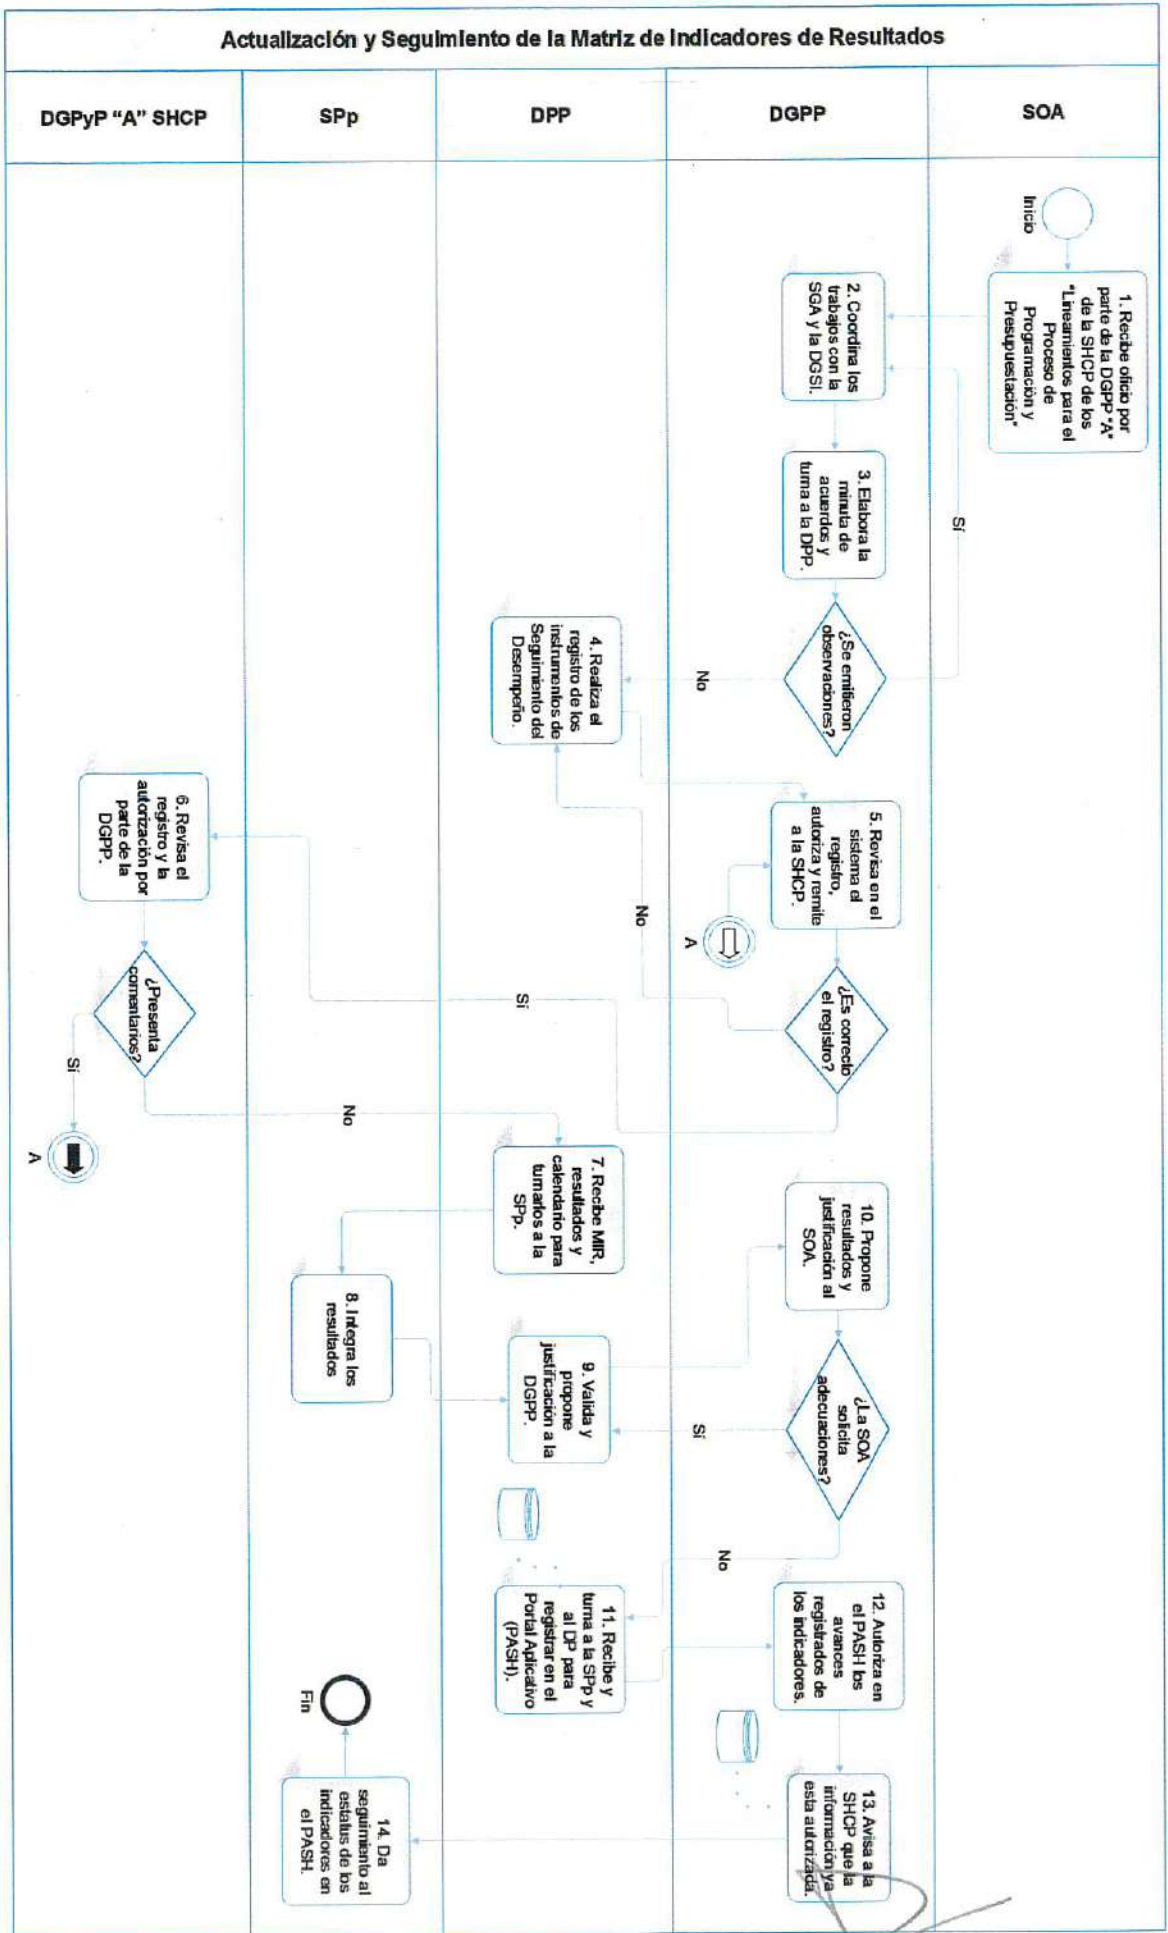 Actualización y Seguimiento de la Matriz de Indicadores de Resultados
SOA
DGPP
DPP
SPp
DGPyP "A" SHCP
Inicio
1. Recibe oficio por
parte de la DGPP "A"
de la SHCP de los
"Lineamientos para el
Proceso de
Programación y
Presupuestación"
2. Coordina los
trabajos con la
SGA y la DGSI.
3. Elabora la
minuta de
acuerdos y
turna a la DPP.
¿Se emitieron
observaciones?
Sí
No
4. Realiza el
registro de los
instrumentos de
Seguimiento del
Desempeño.
5. Revisa en el
sistema el
registro,
autoriza y remite
a la SHCP.
A
¿Es correcto
el registro?
No
Sí
6. Revisa el
registro y la
autorización por
parte de la
DGPP.
¿Presenta
comentarios?
Sí
A
No
7. Recibe MIR,
resultados y
calendario para
turnarlos a la
SPp.
8. Integra los
resultados
9. Valida y
propone
justificación a la
DGPP.
10. Propone
resultados y
justificación al
SOA.
¿La SOA
solicita
adecuaciones?
Sí
No
11. Recibe y
turna a la SPp y
al DP para
registrar en el
Portal Aplicativo
(PASH).
12. Autoriza en
el PASH los
avances
registrados de
los indicadores.
13. Avisa a la
SHCP que la
información ya
esta autorizada.
14. Da
seguimiento al
estatus de los
indicadores en
el PASH.
Fin